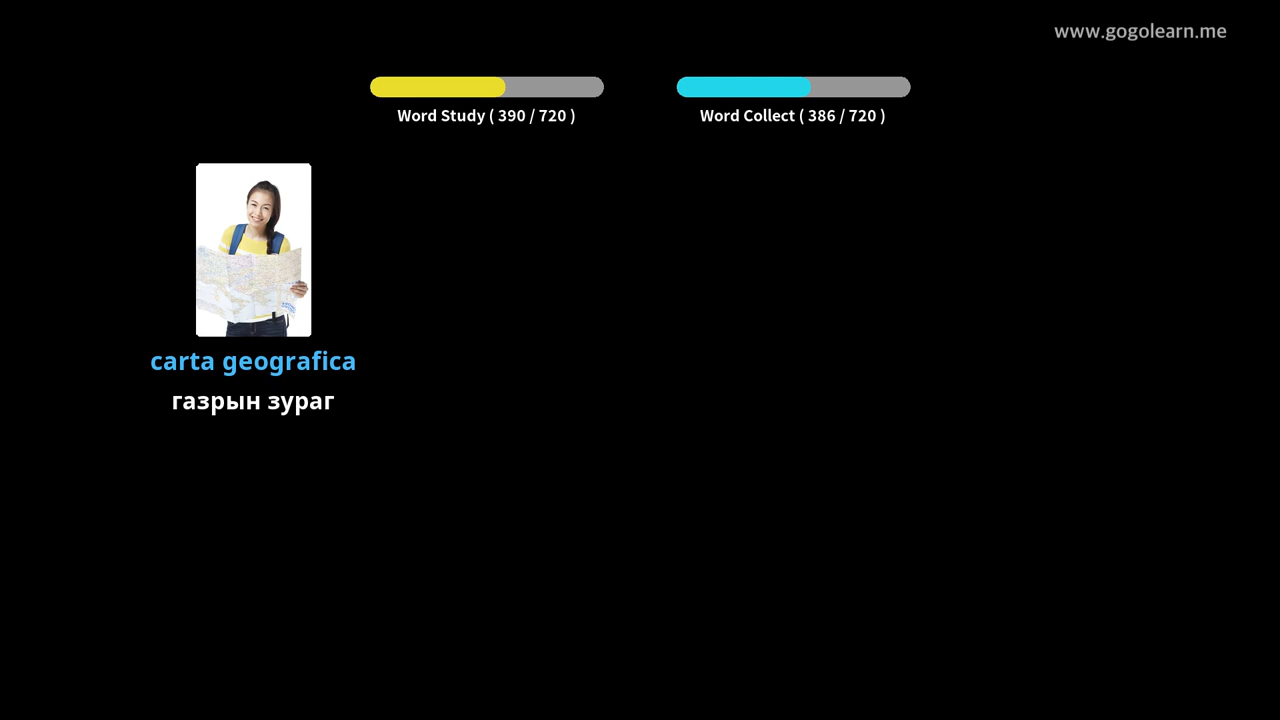 www.gogolearn.me
Word Study ( 390 / 720 )
Word Collect ( 386 / 720 )
carta geografica
газрын зураг